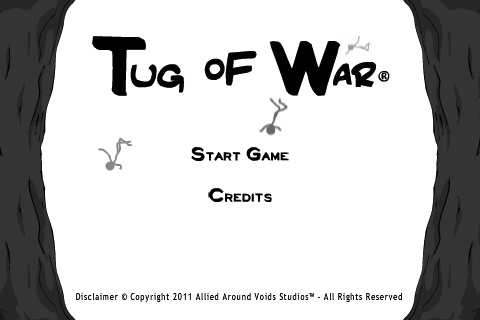 Tug of War®
Start Game
Credits
Disclaimer © Copyright 2011 Allied Around Voids Studios™ - All Rights Reserved